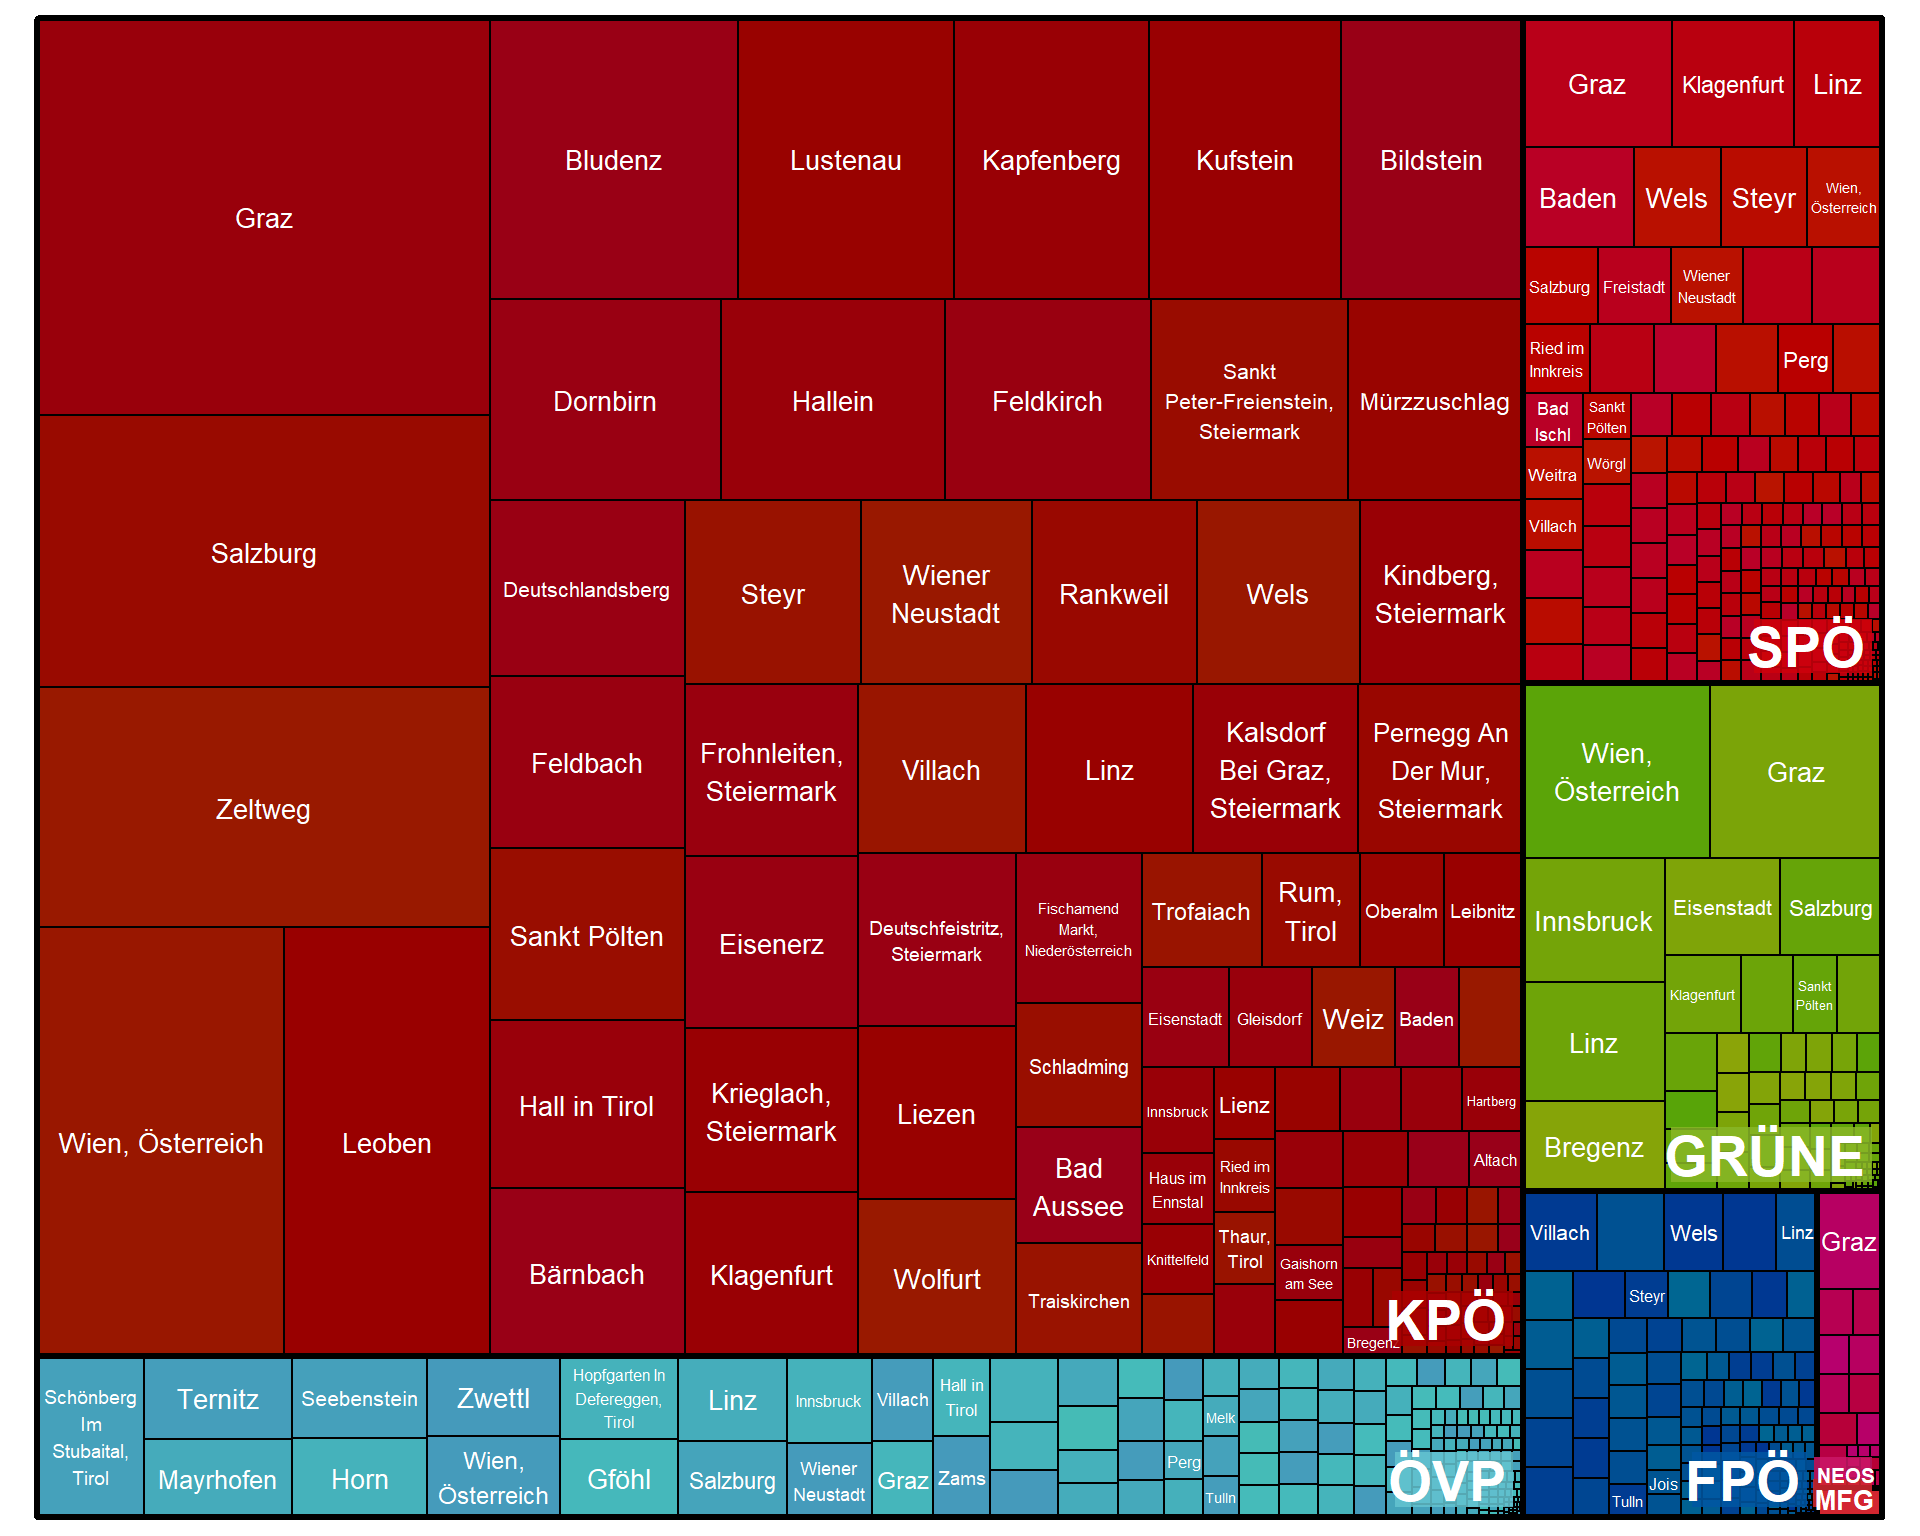 Graz
Salzburg
Zeltweg
Wien, Österreich
Leoben
Bludenz
Lustenau
Kapfenberg
Kufstein
Bildstein
Dornbirn
Hallein
Feldkirch
Sankt
Peter-Freienstein,
Steiermark
Mürzzuschlag
Deutschlandsberg
Steyr
Wiener
Neustadt
Rankweil
Wels
Kindberg,
Steiermark
Feldbach
Frohnleiten,
Steiermark
Villach
Linz
Kalsdorf
Bei Graz,
Steiermark
Pernegg An
Der Mur,
Steiermark
Sankt Pölten
Eisenerz
Deutschfeistritz,
Steiermark
Fischamend
Markt,
Niederösterreich
Trofaiach
Rum,
Tirol
Oberalm
Leibnitz
Hall in Tirol
Krieglach,
Steiermark
Liezen
Schladming
Eisenstadt
Gleisdorf
Weiz
Baden
Innsbruck
Lienz
Hartberg
Bad
Aussee
Haus im
Ennstal
Ried im
Innkreis
Altach
Bärnbach
Klagenfurt
Wolfurt
Traiskirchen
Knittelfeld
Thaur,
Tirol
Gaishorn
am See
Bregenz
KPÖ
Graz
Klagenfurt
Linz
Baden
Wels
Steyr
Wien,
Österreich
Salzburg
Freistadt
Wiener
Neustadt
Ried im
Innkreis
Perg
Bad
Ischl
Sankt
Pölten
Weitra
Wörgl
Villach
SPÖ
Wien,
Österreich
Graz
Innsbruck
Eisenstadt
Salzburg
Linz
Klagenfurt
Sankt
Pölten
Bregenz
GRÜNE
Villach
Wels
Linz
Steyr
Tulln
Jois
FPÖ
Graz
NEOS
MFG
Schönberg
Im
Stubaital,
Tirol
Ternitz
Mayrhofen
Seebenstein
Horn
Zwettl
Wien,
Österreich
Hopfgarten In
Defereggen,
Tirol
Gföhl
Linz
Salzburg
Innsbruck
Wiener
Neustadt
Villach
Graz
Hall in
Tirol
Zams
Perg
Melk
Tulln
ÖVP